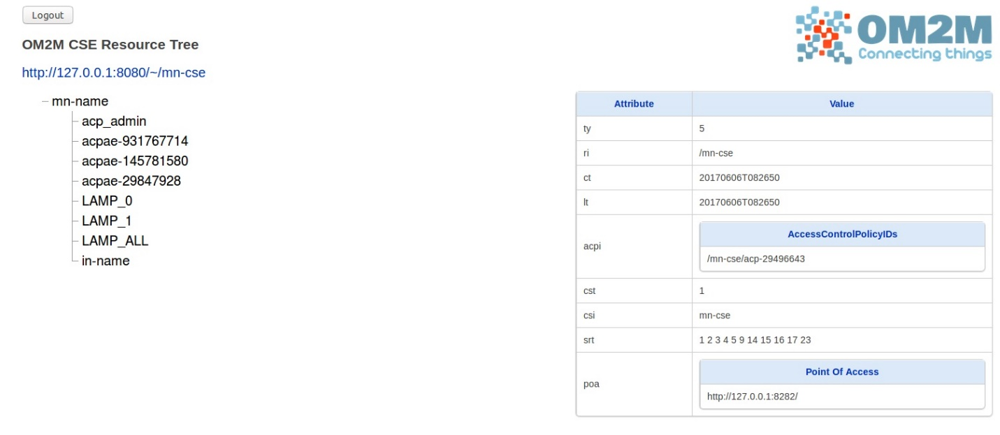 Logout
OM2M CSE Resource Tree
http://127.0.0.1:8080/~/mn-cse
mn-name
acp_admin
acpae-931767714
acpae-145781580
acpae-29847928
LAMP_0
LAMP_1
LAMP_ALL
in-name
OM2M
Connecting things
Attribute Value
ty 5
ri /mn-cse
ct 20170606T082650
lt 20170606T082650
acpi AccessControlPolicyIDs
/mn-cse/acp-29496643
cst 1
csi mn-cse
srt 1 2 3 4 5 9 14 15 16 17 23
poa Point Of Access
http://127.0.0.1:8282/